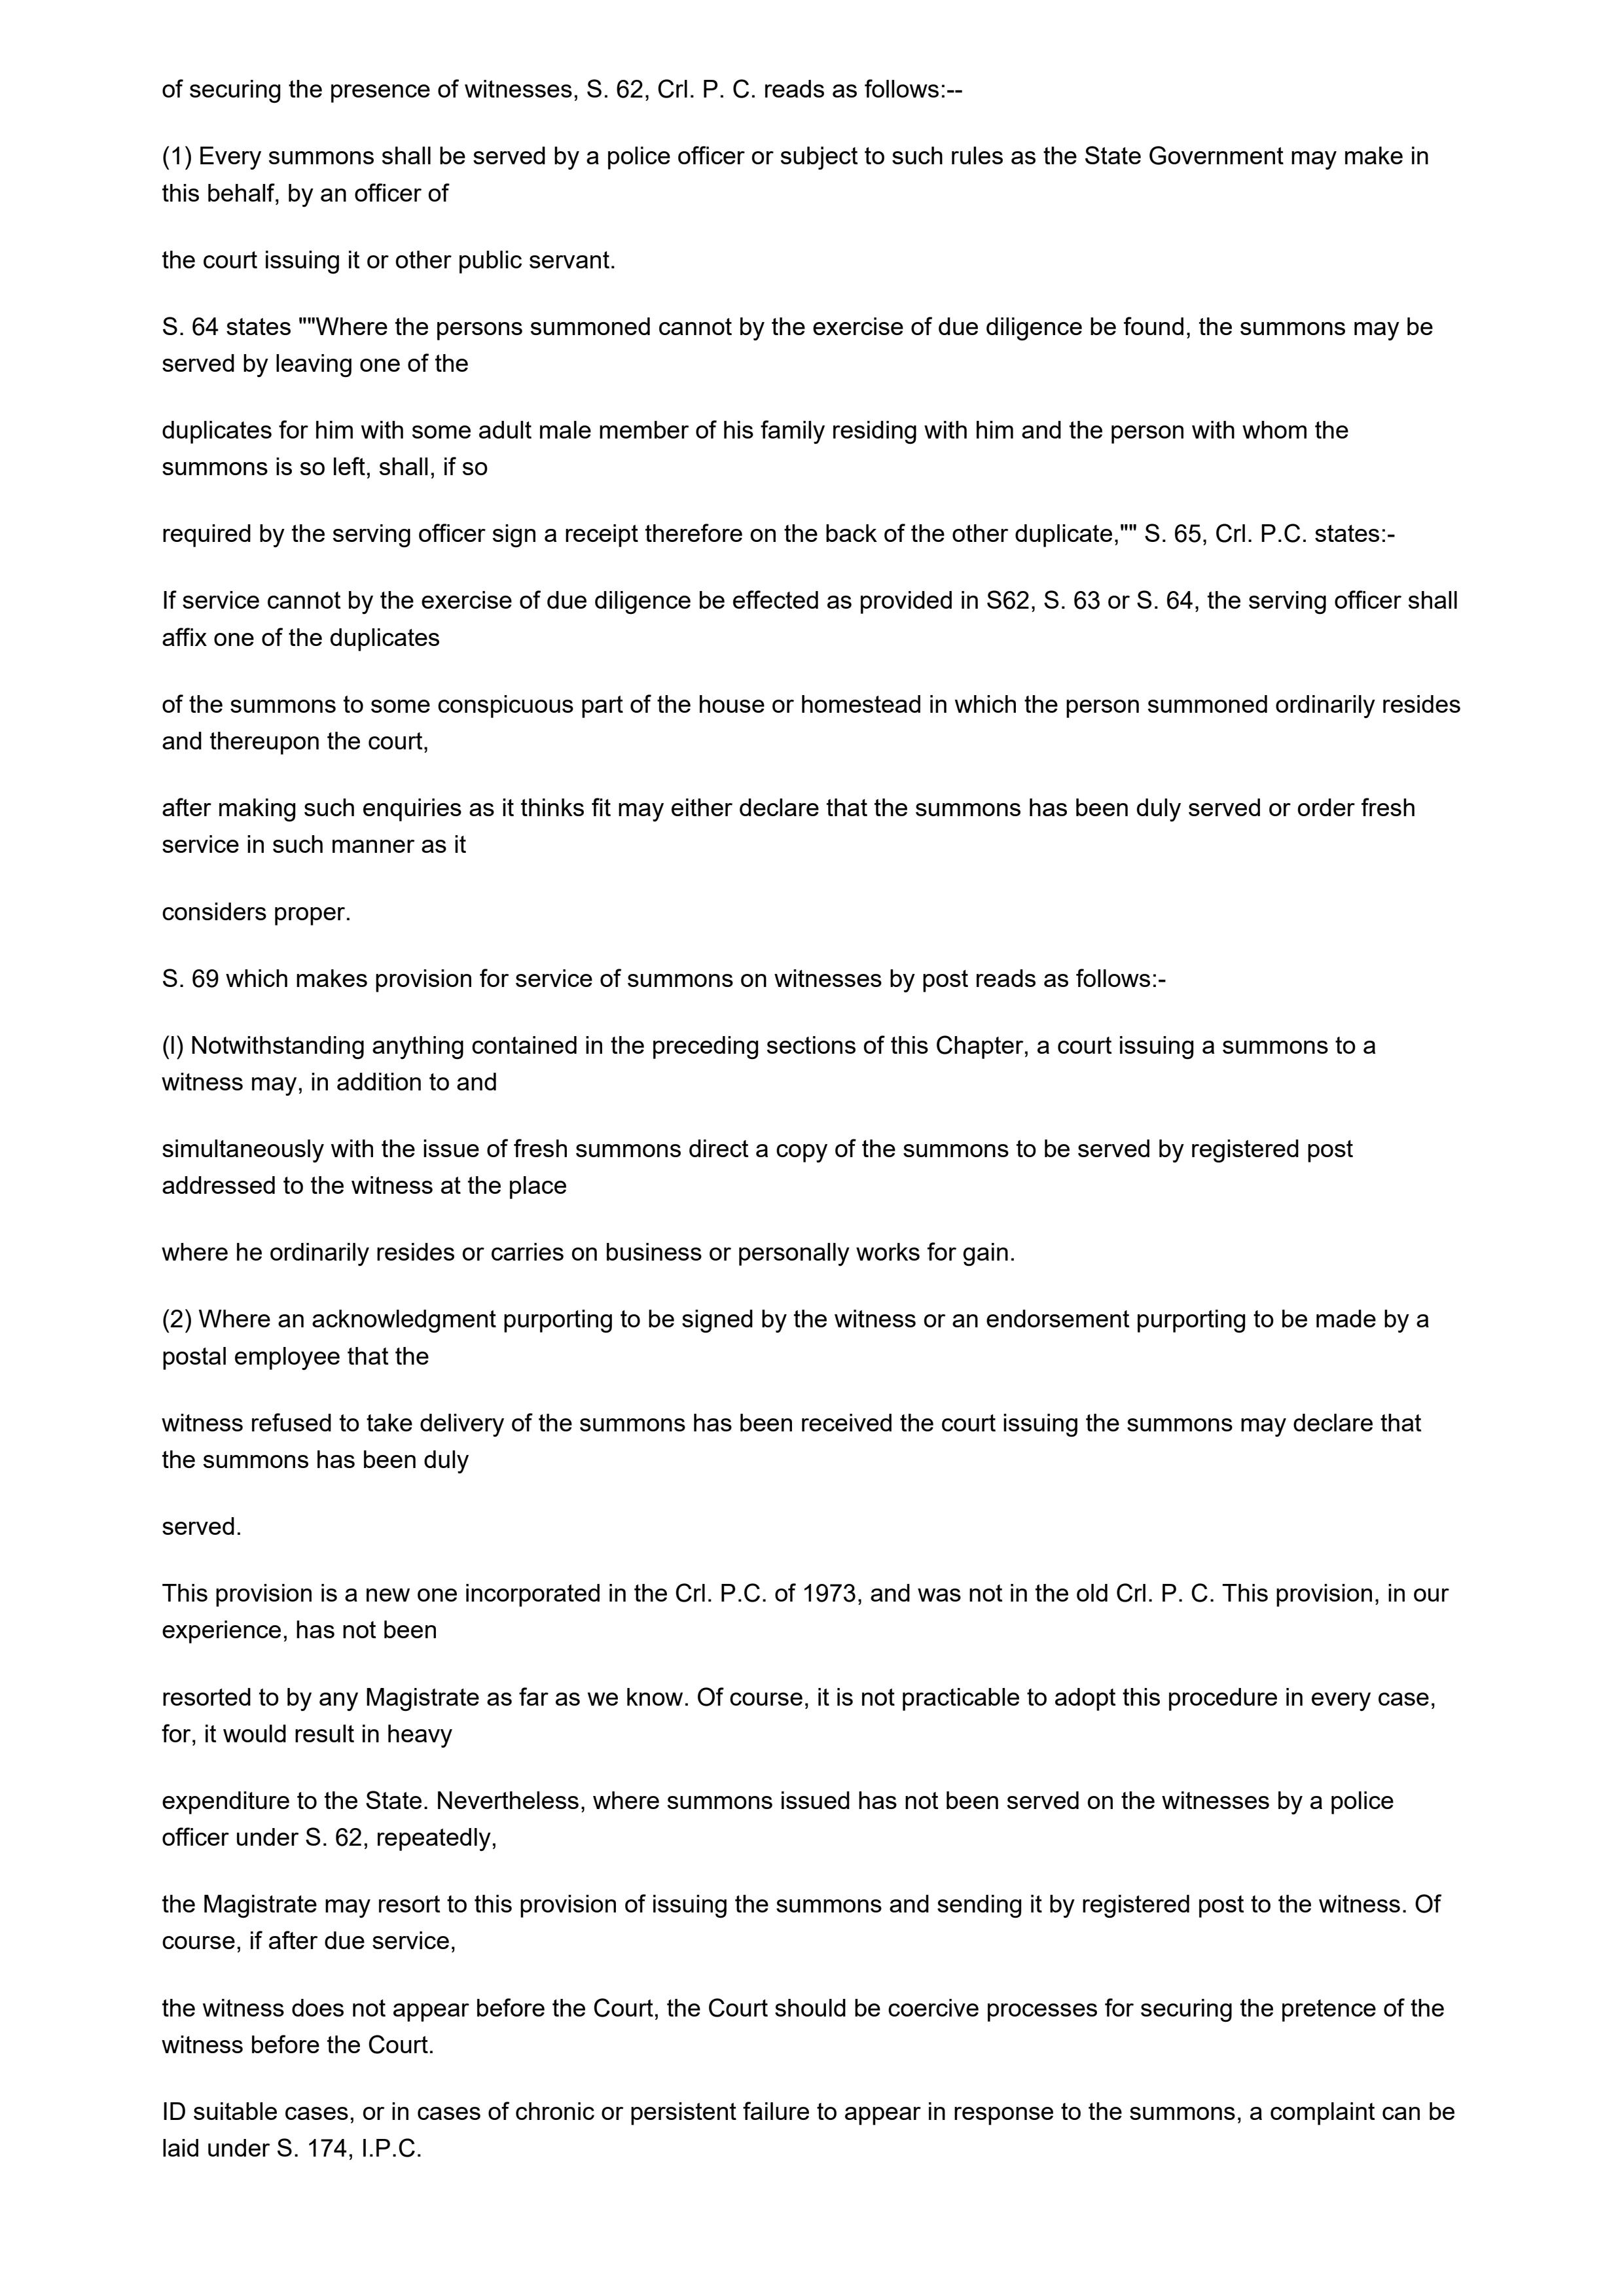 of securing the presence of witnesses, S. 62, Crl. P. C. reads as follows:--
(1) Every summons shall be served by a police officer or subject to such rules as the State Government may make in
this behalf, by an officer of
the court issuing it or other public servant.
S. 64 states ""Where the persons summoned cannot by the exercise of due diligence be found, the summons may be
served by leaving one of the
duplicates for him with some adult male member of his family residing with him and the person with whom the
summons is so left, shall, if so
required by the serving officer sign a receipt therefore on the back of the other duplicate,"" S. 65, Crl. P.C. states:-
If service cannot by the exercise of due diligence be effected as provided in S62, S. 63 or S. 64, the serving officer shall
affix one of the duplicates
of the summons to some conspicuous part of the house or homestead in which the person summoned ordinarily resides
and thereupon the court,
after making such enquiries as it thinks fit may either declare that the summons has been duly served or order fresh
service in such manner as it
considers proper.
S. 69 which makes provision for service of summons on witnesses by post reads as follows:-
(I) Notwithstanding anything contained in the preceding sections of this Chapter, a court issuing a summons to a
witness may, in addition to and
simultaneously with the issue of fresh summons direct a copy of the summons to be served by registered post
addressed to the witness at the place
where he ordinarily resides or carries on business or personally works for gain.
(2) Where an acknowledgment purporting to be signed by the witness or an endorsement purporting to be made by a
postal employee that the
witness refused to take delivery of the summons has been received the court issuing the summons may declare that
the summons has been duly
served.
This provision is a new one incorporated in the Crl. P.C. of 1973, and was not in the old Crl. P. C. This provision, in our
experience, has not been
resorted to by any Magistrate as far as we know. Of course, it is not practicable to adopt this procedure in every case,
for, it would result in heavy
expenditure to the State. Nevertheless, where summons issued has not been served on the witnesses by a police
officer under S. 62, repeatedly,
the Magistrate may resort to this provision of issuing the summons and sending it by registered post to the witness. Of
course, if after due service,
the witness does not appear before the Court, the Court should be coercive processes for securing the pretence of the
witness before the Court.
ID suitable cases, or in cases of chronic or persistent failure to appear in response to the summons, a complaint can be
laid under S. 174, I.P.C.